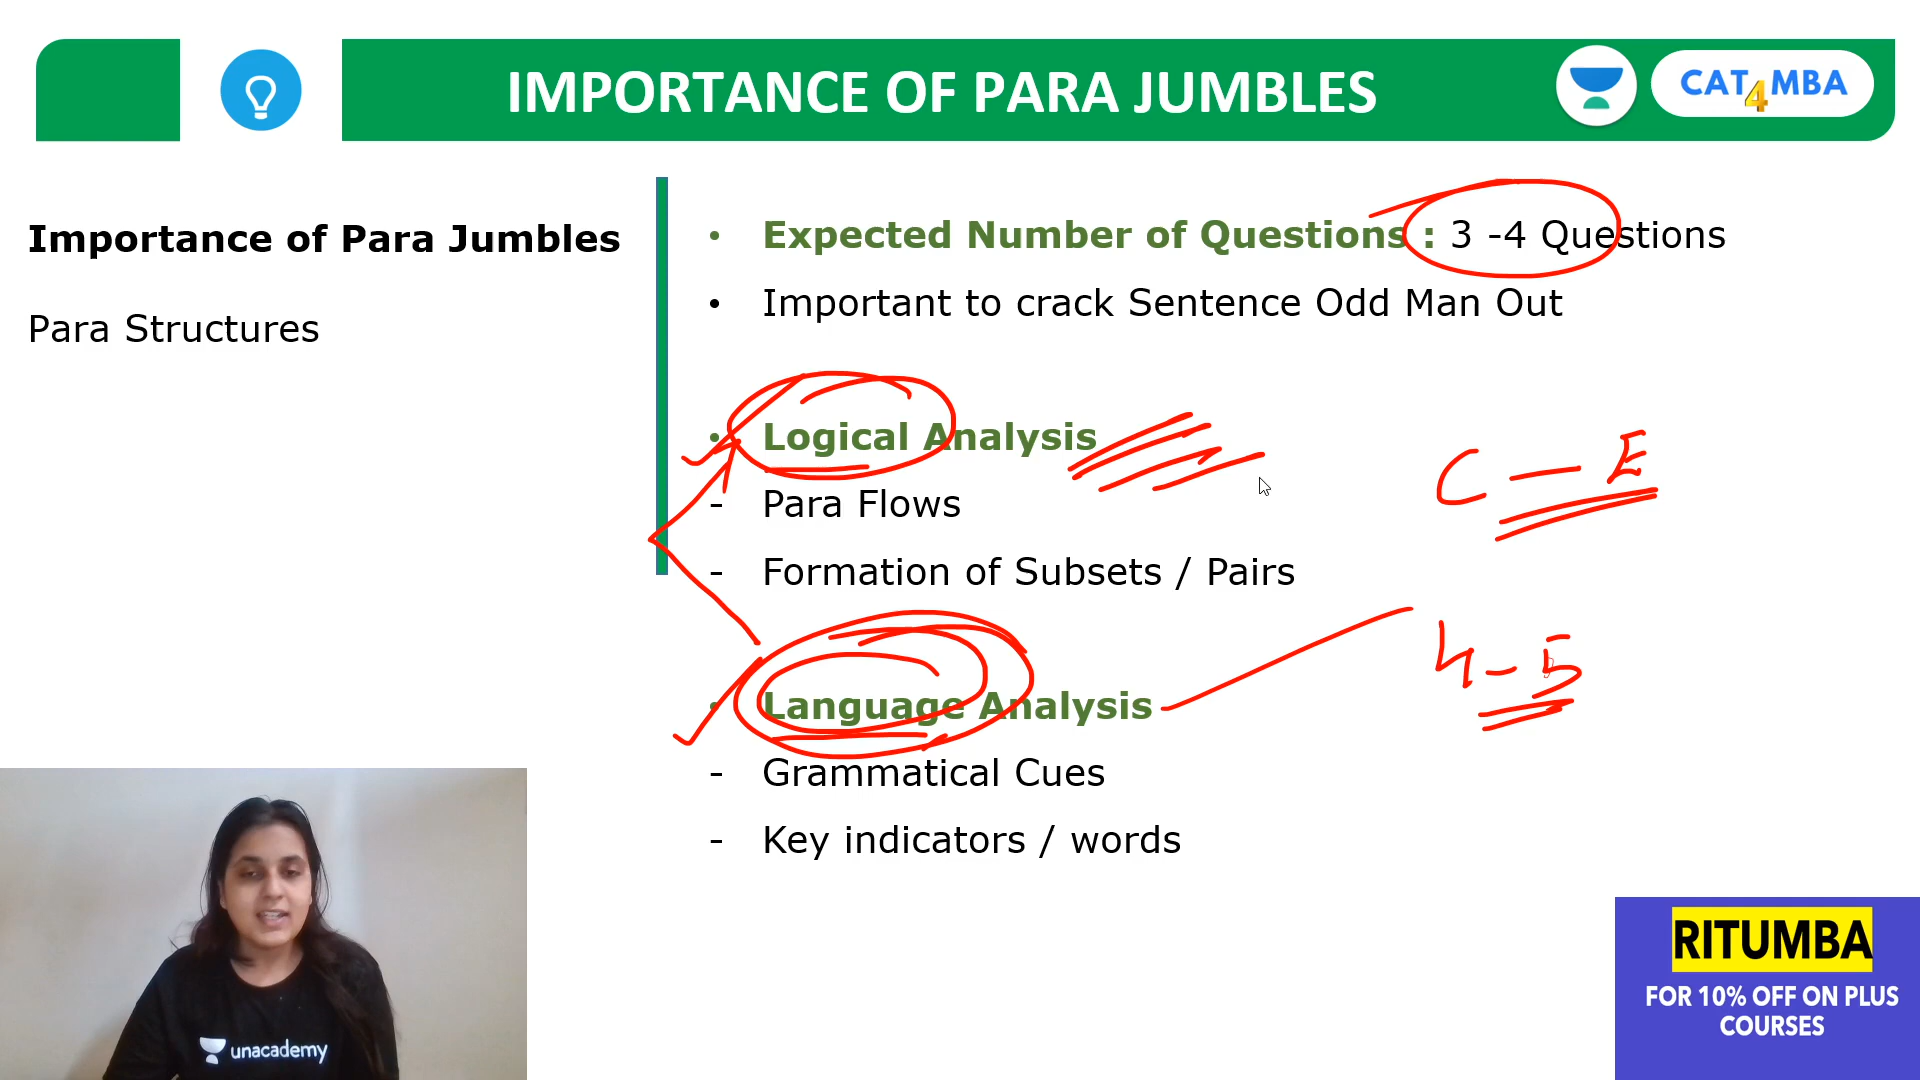 IMPORTANCE OF PARA JUMBLES
CAT4MBA
Importance of Para Jumbles
Para Structures
• Expected Number of Questions : 3 -4 Questions
• Important to crack Sentence Odd Man Out
• Logical Analysis
- Para Flows
- Formation of Subsets / Pairs
C — E
• Language Analysis
4 - 5
- Grammatical Cues
- Key indicators / words
unacademy
RITUMBA
FOR 10% OFF ON PLUS
COURSES